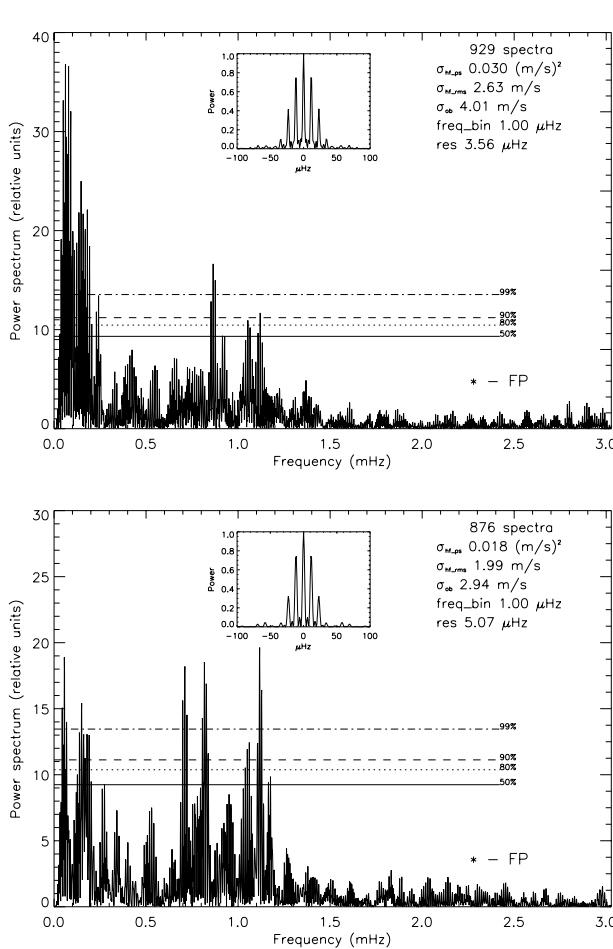 40
30
20
10
0
Power spectrum (relative units)
0.0 0.5 1.0 1.5 2.0 2.5 3.0
Frequency (mHz)
1.0
0.8
0.6
0.4
0.2
0.0
Power
-100 -50 0 50 100
μHz
929 spectra
σhf_ps 0.030 (m/s)²
σhf_rms 2.63 m/s
σob 4.01 m/s
freq_bin 1.00 μHz
res 3.56 μHz
99%
90%
80%
50%
* – FP
30
25
20
15
10
5
0
Power spectrum (relative units)
0.0 0.5 1.0 1.5 2.0 2.5 3.0
Frequency (mHz)
1.0
0.8
0.6
0.4
0.2
0.0
Power
-100 -50 0 50 100
μHz
876 spectra
σhf_ps 0.018 (m/s)²
σhf_rms 1.99 m/s
σob 2.94 m/s
freq_bin 1.00 μHz
res 5.07 μHz
99%
90%
80%
50%
* – FP